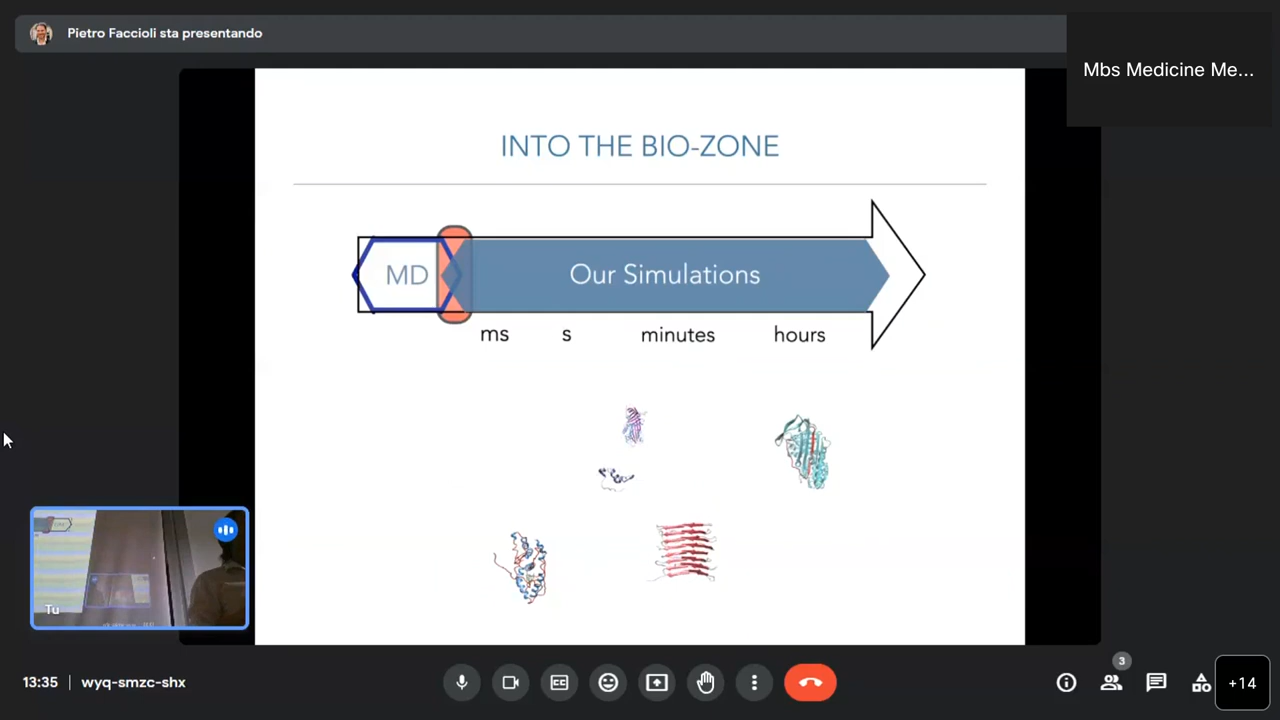 Pietro Faccioli sta presentando
Mbs Medicine Me...
INTO THE BIO-ZONE
MD
Our Simulations
ms s minutes hours
Tu
13:35 | wyq-smzc-shx
3
+14